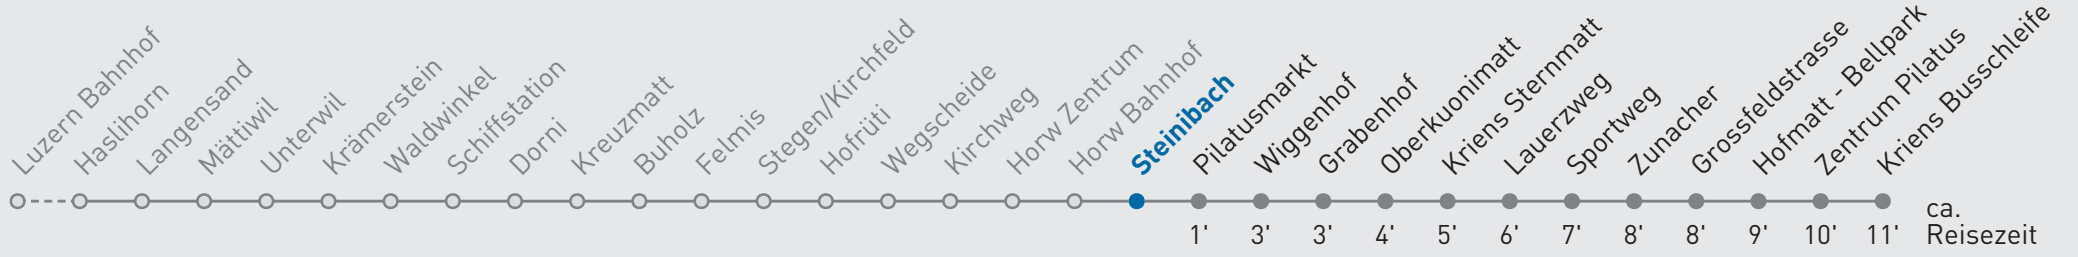 Luzern Bahnhof
Haslihorn
Langensand
Mättiwil
Unterwil
Krämerstein
Waldwinkel
Schiffstation
Dorni
Kreuzmatt
Buholz
Felmis
Stegen/Kirchfeld
Hofrüti
Wegscheide
Kirchweg
Horw Zentrum
Horw Bahnhof
Steinibach
Pilatusmarkt
Wiggenhof
Grabenhof
Oberkuonimatt
Kriens Sternmatt
Lauerzweg
Sportweg
Zunacher
Grossfeldstrasse
Hofmatt - Bellpark
Zentrum Pilatus
Kriens Busschleife
ca.
1' 3' 3' 4' 5' 6' 7' 8' 8' 9' 10' 11' Reisezeit